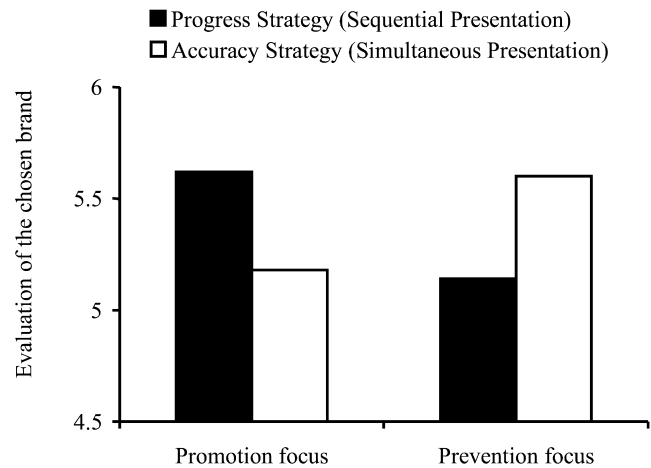 Progress Strategy (Sequential Presentation)
Accuracy Strategy (Simultaneous Presentation)
Evaluation of the chosen brand
6
5.5
5
4.5
Promotion focus
Prevention focus